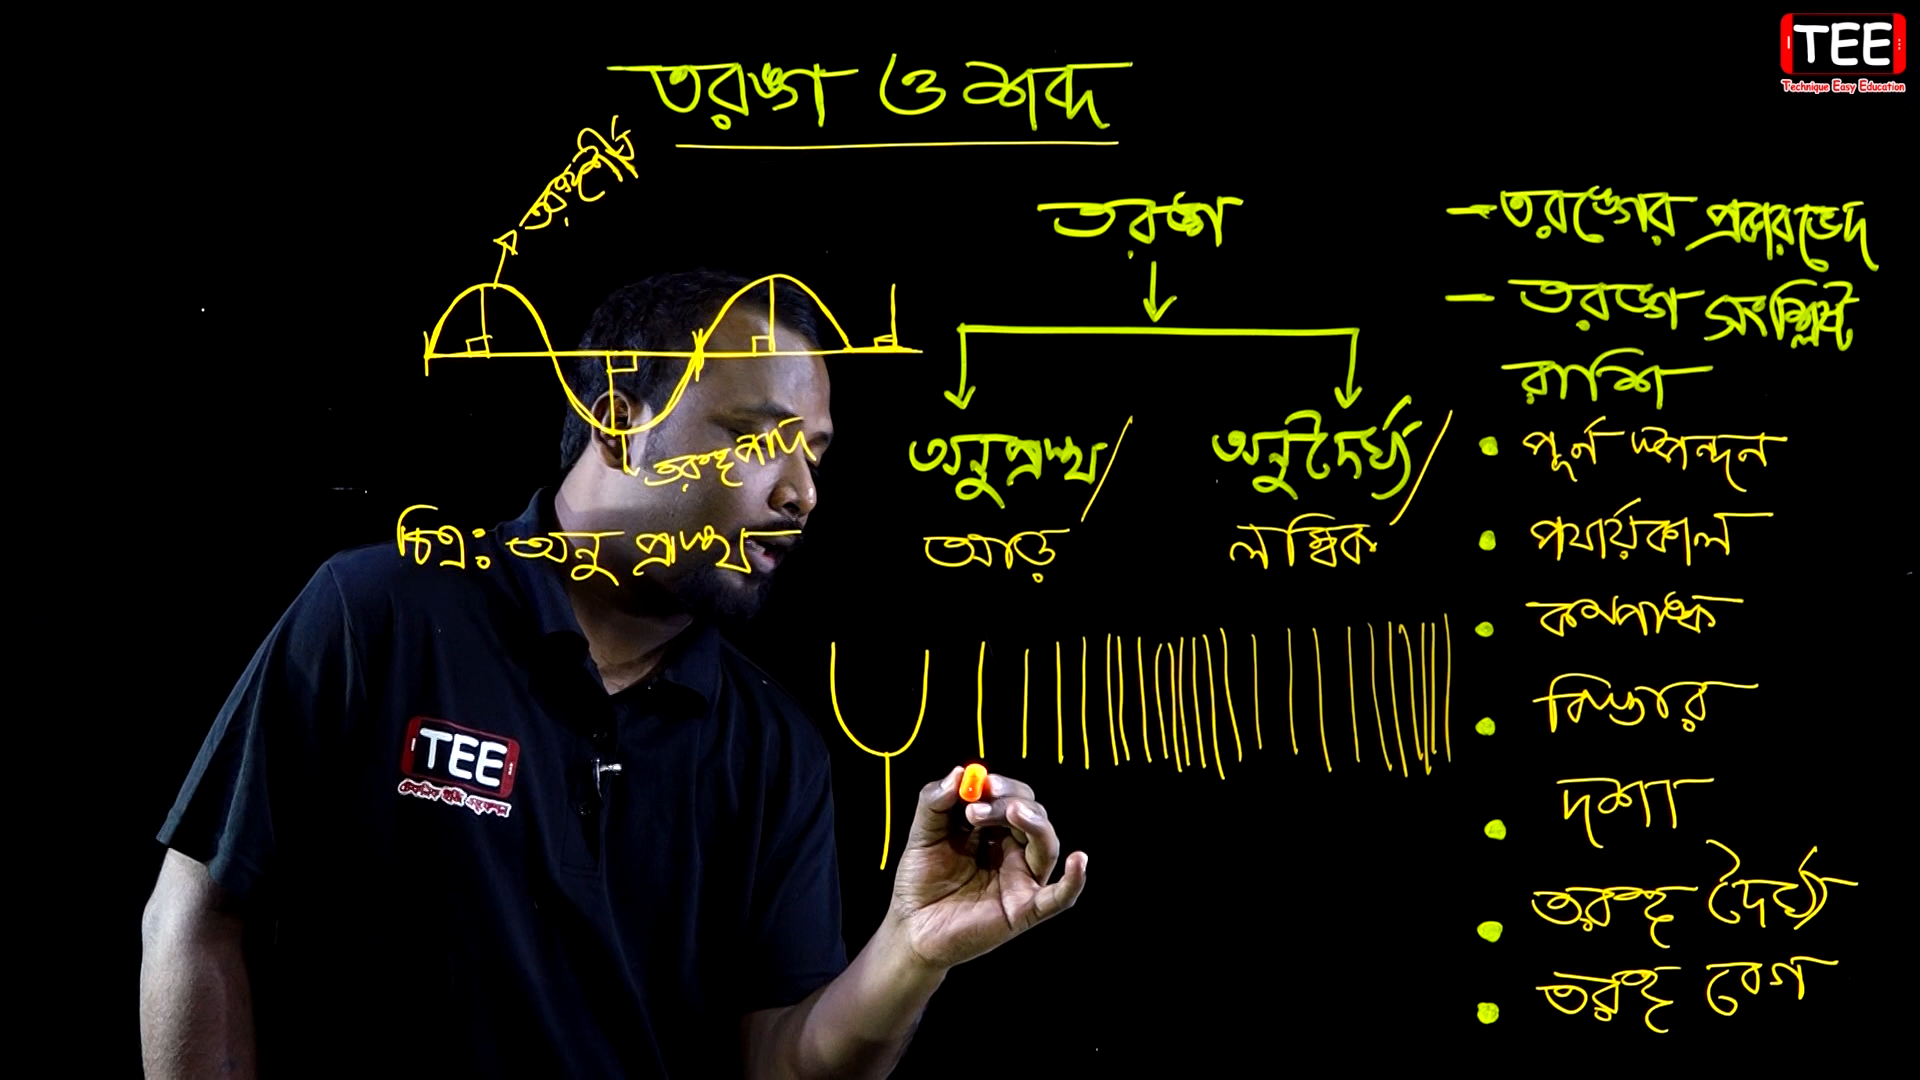 TEE
Technique Easy Education
তরঙ্গ ও শব্দ
তরঙ্গশীর্ষ
তরঙ্গ
অনুপ্রস্থ/
আড়
অনুদৈর্ঘ্য/
লম্বিক
তরঙ্গপাদ
চিত্র: অনুপ্রস্থ
- তরঙ্গের প্রকারভেদ
- তরঙ্গ সংশ্লিষ্ট
রাশি
• পূর্ন স্পন্দন
• পর্যায়কাল
• কম্পাঙ্ক
• বিস্তার
• দশা
• তরঙ্গ দৈর্ঘ্য
• তরঙ্গ বেগ
TEE